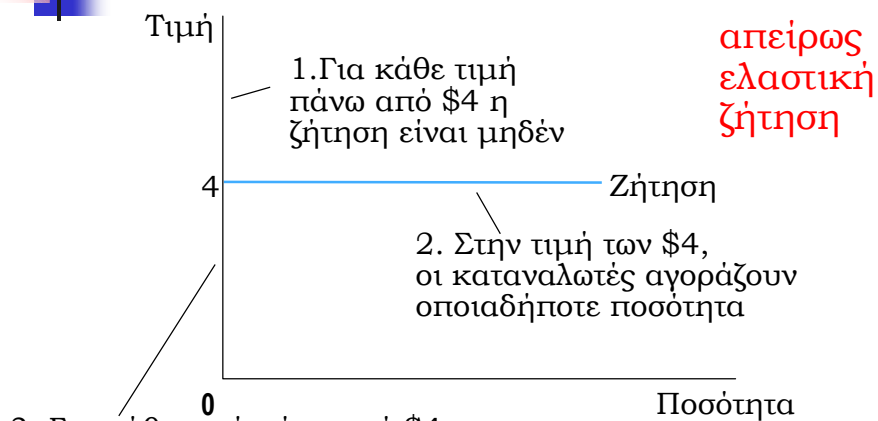 Τιμή
απείρως
ελαστική
ζήτηση
1.Για κάθε τιμή
πάνω από $4 η
ζήτηση είναι μηδέν
4
Ζήτηση
2. Στην τιμή των $4,
οι καταναλωτές αγοράζουν
οποιαδήποτε ποσότητα
0
Ποσότητα
$4